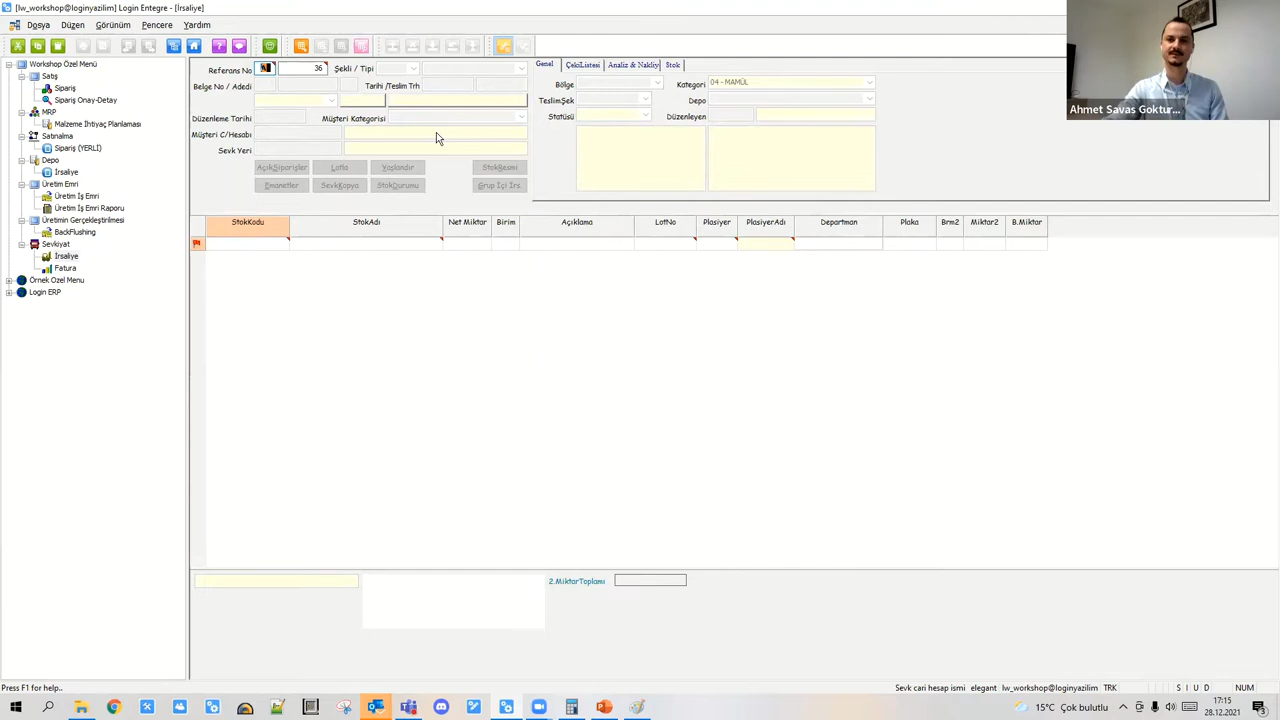 [lw_workshop@loginyazilim] Login Entegre - [İrsaliye]
Dosya Düzen Görünüm Pencere Yardım
Workshop Özel Menü
Satış
Sipariş
Sipariş Onay-Detay
MRP
Malzeme İhtiyaç Planlaması
Satınalma
Sipariş (YERLİ)
Depo
İrsaliye
Üretim Emri
Üretim İş Emri
Üretim İş Emri Raporu
Üretimin Gerçekleştirilmesi
BackFlushing
Sevkiyat
İrsaliye
Fatura
Örnek Özel Menu
Login ERP
Referans No 36 Şekli / Tipi
Belge No / Adedi Tarihi /Teslim Trh
Düzenleme Tarihi Müşteri Kategorisi
Müşteri C/Hesabı
Sevk Yeri
AçıkSiparişler Lotla Yaşlandır StokResmi
Emanetler SevkKopya StokDurumu Grup İçi İrs.
Genel ÇekiListesi Analiz & Nakliy Stok
Bölge Kategori 04 - MAMÜL
TeslimŞek Depo
Statüsü Düzenleyen
Ahmet Savas Goktur...
StokKodu StokAdı Net Miktar Birim Açıklama LotNo Plasiyer PlasiyerAdı Departman Plaka Brm2 Miktar2 B.Miktar
2.MiktarToplamı
Press F1 for help.. Sevk cari hesap ismi elegant lw_workshop@loginyazilim TRK S I U D NUM
15°C Çok bulutlu 17:15
28.12.2021